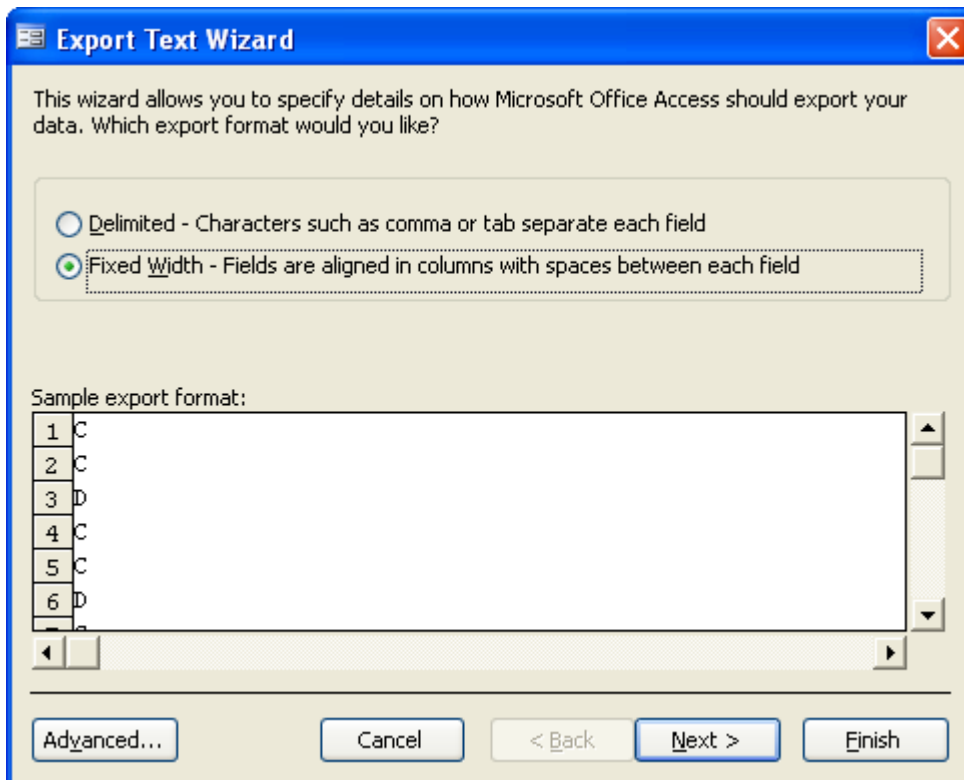 Export Text Wizard
This wizard allows you to specify details on how Microsoft Office Access should export your
data. Which export format would you like?
Delimited - Characters such as comma or tab separate each field
Fixed Width - Fields are aligned in columns with spaces between each field
Sample export format:
1 C
2 C
3 D
4 C
5 C
6 D
Advanced... Cancel < Back Next > Finish